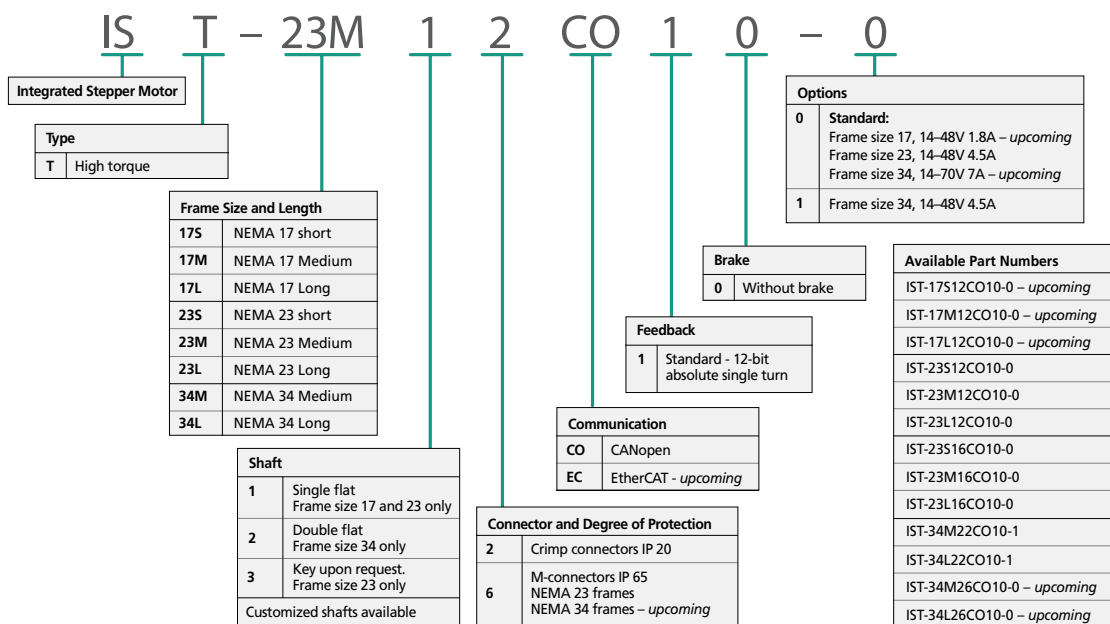 IS T – 23M 1 2 CO 1 0 – 0
Integrated Stepper Motor
Type
T High torque
Frame Size and Length
17S NEMA 17 short
17M NEMA 17 Medium
17L NEMA 17 Long
23S NEMA 23 short
23M NEMA 23 Medium
23L NEMA 23 Long
34M NEMA 34 Medium
34L NEMA 34 Long
Shaft
1 Single flat
Frame size 17 and 23 only
2 Double flat
Frame size 34 only
3 Key upon request.
Frame size 23 only
Customized shafts available
Connector and Degree of Protection
2 Crimp connectors IP 20
6 M-connectors IP 65
NEMA 23 frames
NEMA 34 frames – upcoming
Communication
CO CANopen
EC EtherCAT - upcoming
Feedback
1 Standard - 12-bit
absolute single turn
Brake
0 Without brake
Options
0 Standard:
Frame size 17, 14–48V 1.8A – upcoming
Frame size 23, 14–48V 4.5A
Frame size 34, 14–70V 7A – upcoming
1 Frame size 34, 14–48V 4.5A
Available Part Numbers
IST-17S12CO10-0 – upcoming
IST-17M12CO10-0 – upcoming
IST-17L12CO10-0 – upcoming
IST-23S12CO10-0
IST-23M12CO10-0
IST-23L12CO10-0
IST-23S16CO10-0
IST-23M16CO10-0
IST-23L16CO10-0
IST-34M22CO10-1
IST-34L22CO10-1
IST-34M26CO10-0 – upcoming
IST-34L26CO10-0 – upcoming